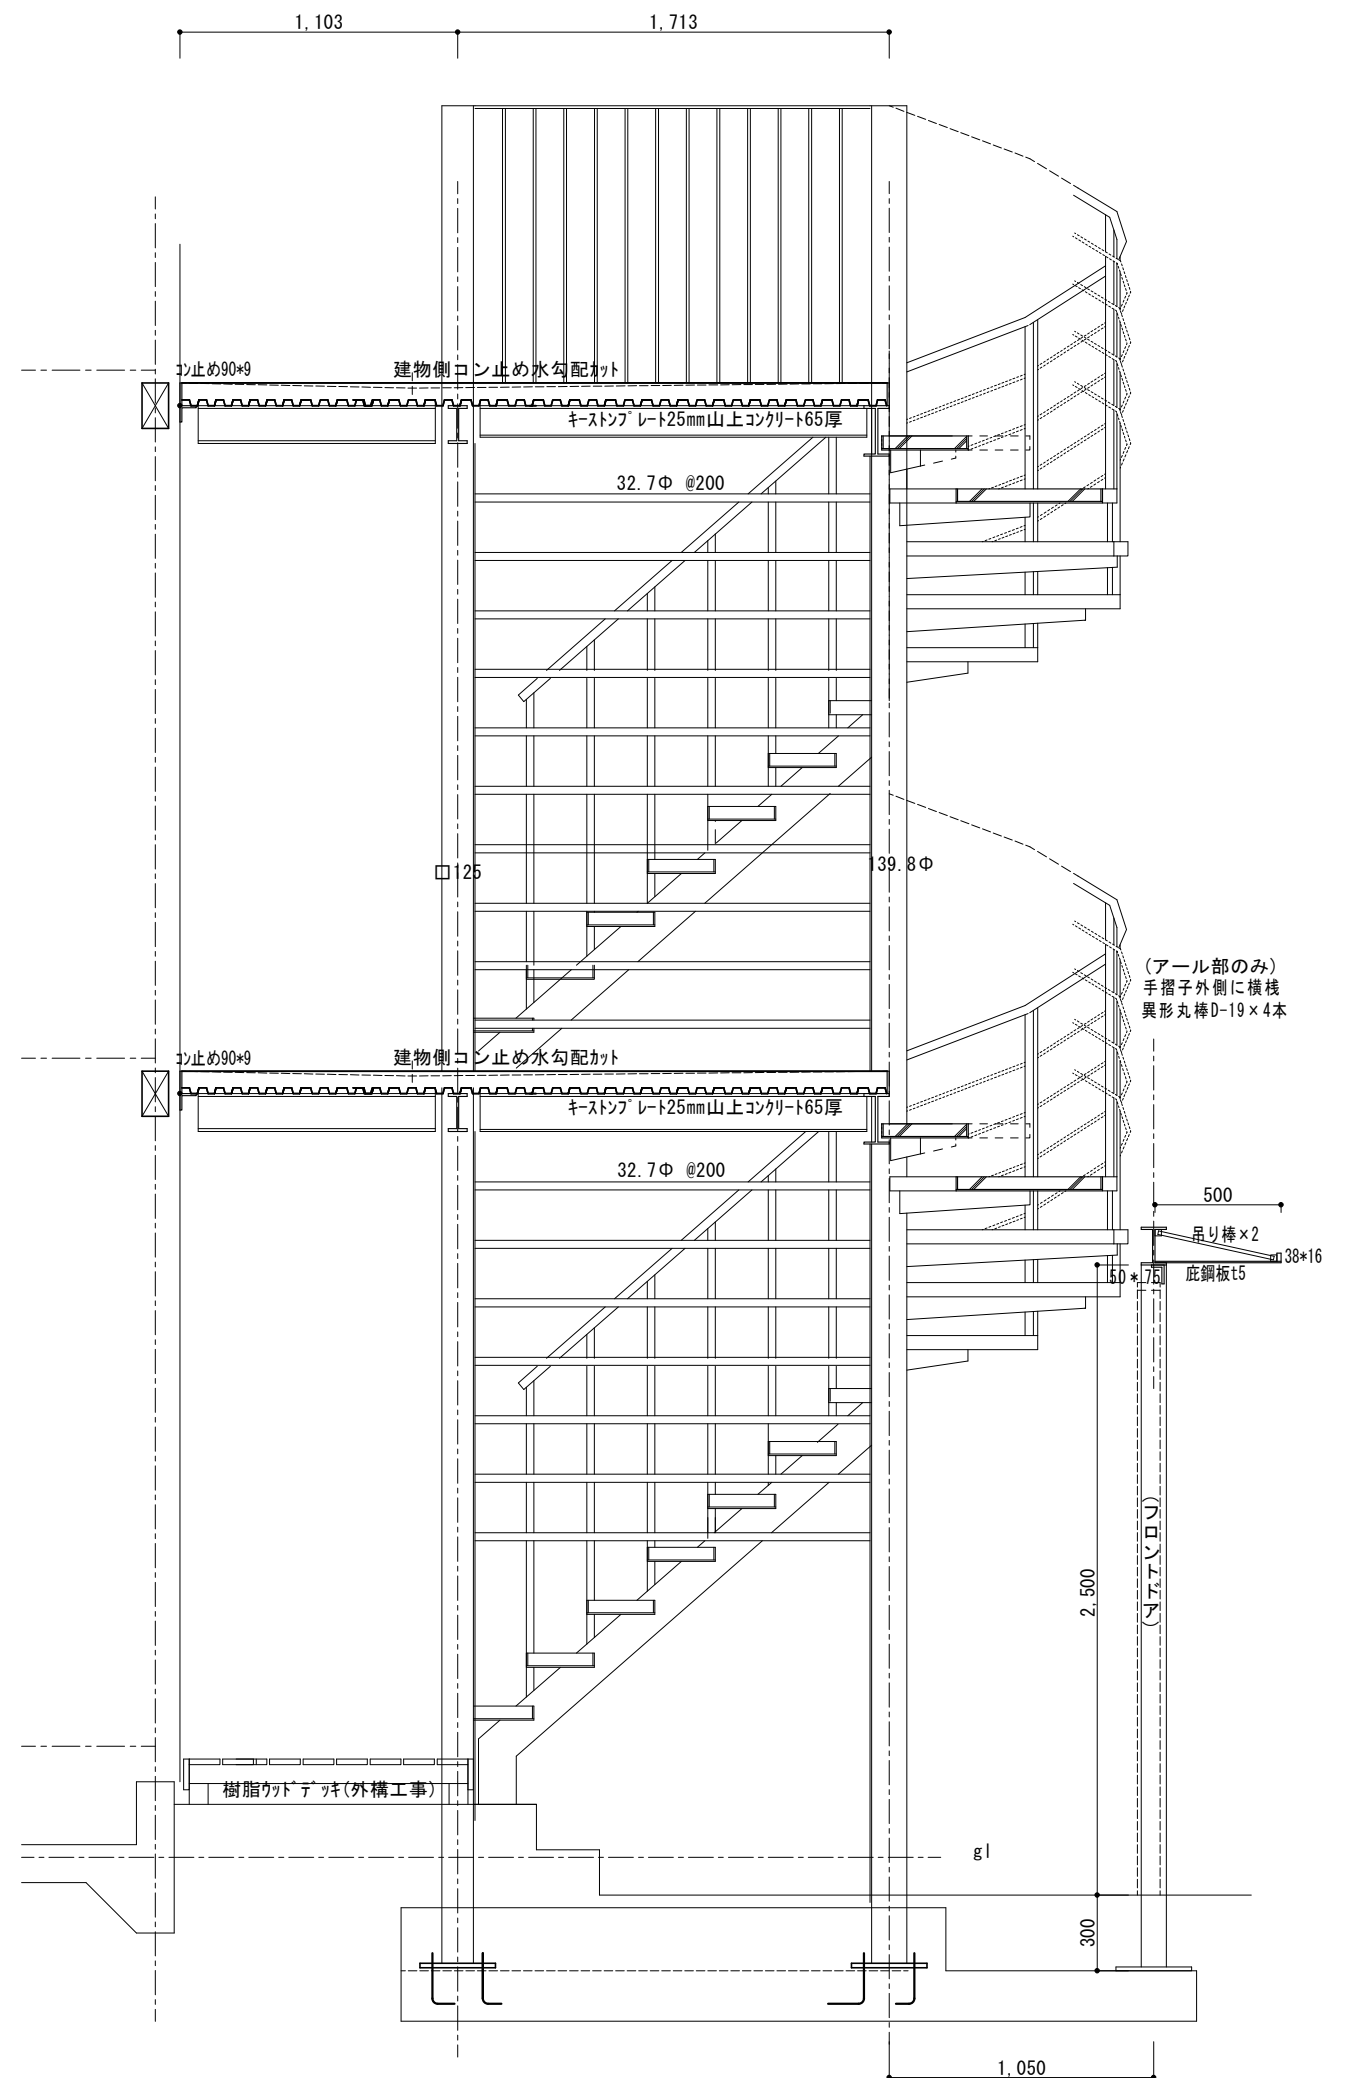 1,103
1,713
コン止め90*9
建物側コン止め水勾配カット
キーストンプレート25mm山上コンクリート65厚
32.7Φ @200
□125
139.8Φ
(アール部のみ)
手摺子外側に横桟
異形丸棒D-19×4本
コン止め90*9
建物側コン止め水勾配カット
キーストンプレート25mm山上コンクリート65厚
32.7Φ @200
500
吊り棒×2
38*16
50*75
庇鋼板t5
(フロントドア)
2,500
樹脂ウッドデッキ(外構工事)
gl
300
1,050